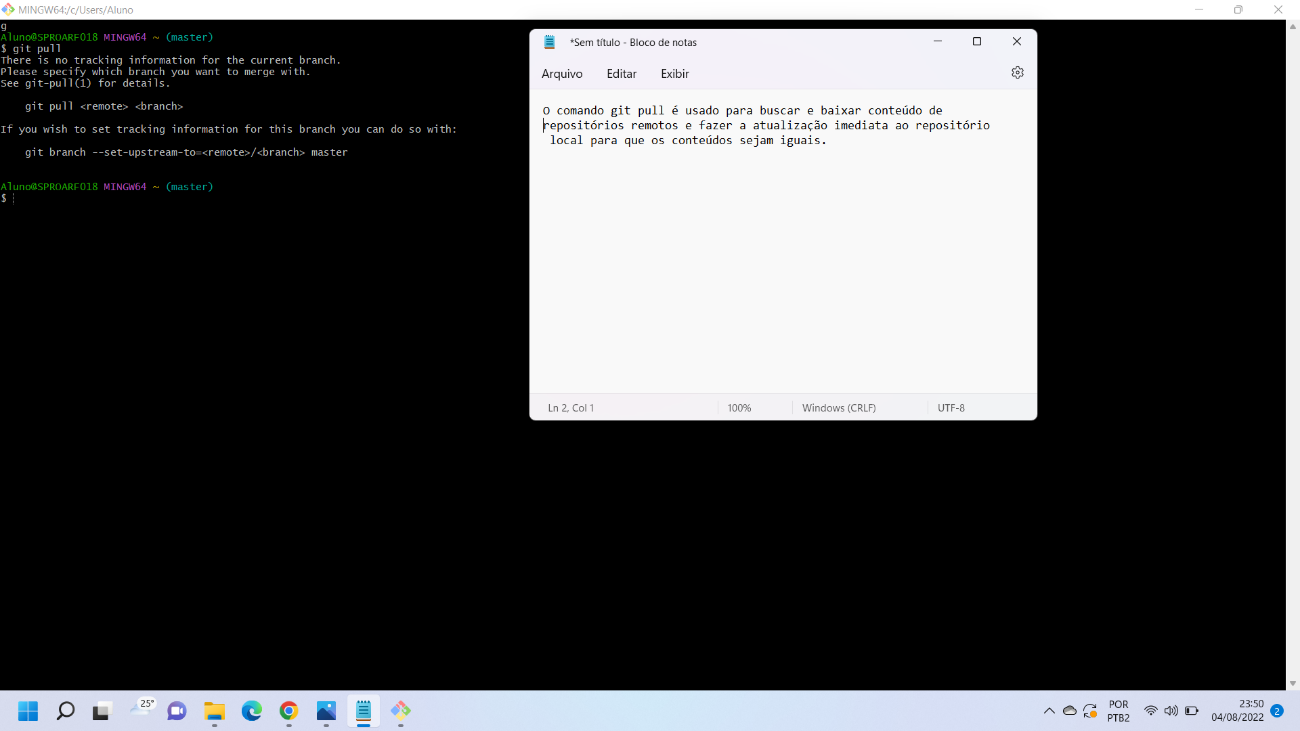 MINGW64:/c/Users/Aluno
g
Aluno@SPROARF018 MINGW64 ~ (master)
$ git pull
There is no tracking information for the current branch.
Please specify which branch you want to merge with.
See git-pull(1) for details.
git pull <remote> <branch>
If you wish to set tracking information for this branch you can do so with:
git branch --set-upstream-to=<remote>/<branch> master
Aluno@SPROARF018 MINGW64 ~ (master)
$
*Sem título - Bloco de notas
Arquivo Editar Exibir
O comando git pull é usado para buscar e baixar conteúdo de
repositórios remotos e fazer a atualização imediata ao repositório
local para que os conteúdos sejam iguais.
Ln 2, Col 1 100% Windows (CRLF) UTF-8
25°
POR
PTB2
23:50
04/08/2022
2